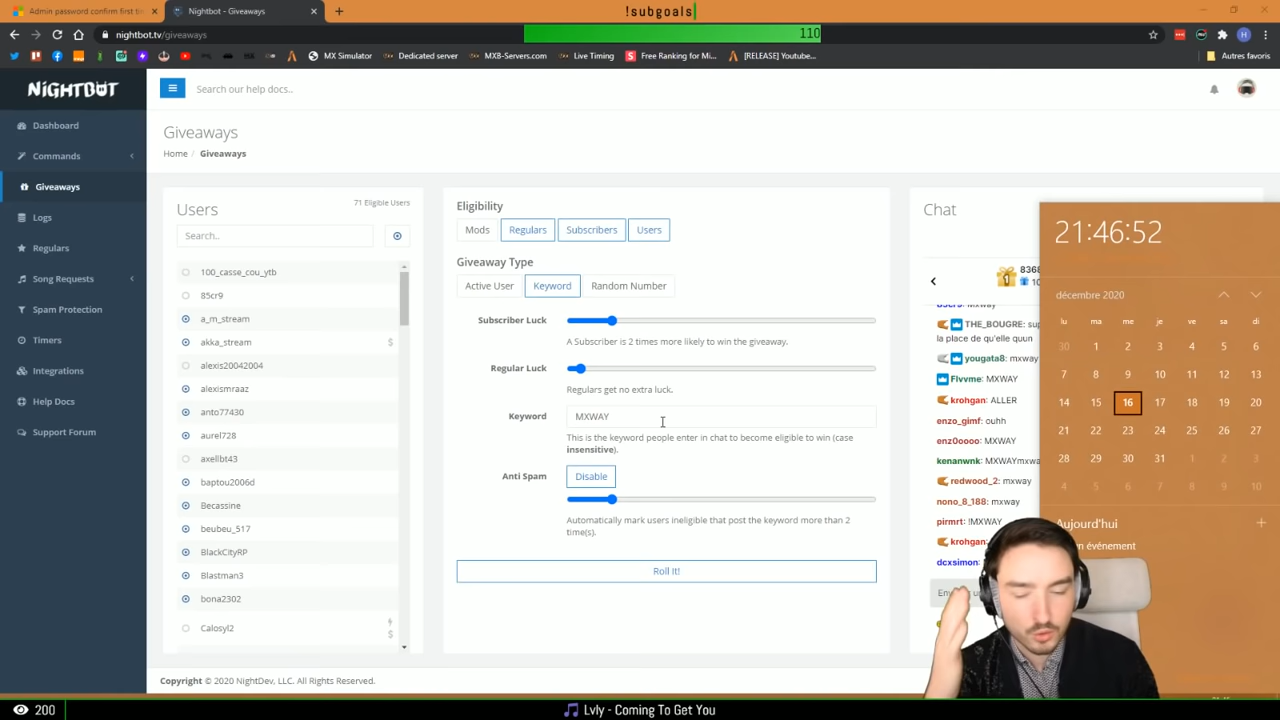 Admin password confirm first tim
Nightbot - Giveaways
!subgoals
nightbot.tv/giveaways
110
MX Simulator
Dedicated server
MXB-Servers.com
Live Timing
Free Ranking for Mi...
[RELEASE] Youtube...
Autres favoris
NiGHTBOT
Search our help docs..
Dashboard
Commands
Giveaways
Logs
Regulars
Song Requests
Spam Protection
Timers
Integrations
Help Docs
Support Forum
Giveaways
Home / Giveaways
Users
71 Eligible Users
Search..
100_casse_cou_ytb
85cr9
a_m_stream
akka_stream $
alexis20042004
alexismraaz
anto77430
aurel728
axellbt43
baptou2006d
Becassine
beubeu_517
BlackCityRP
Blastman3
bona2302
Calosyl2
$
Eligibility
Mods
Regulars
Subscribers
Users
Giveaway Type
Active User
Keyword
Random Number
Subscriber Luck
A Subscriber is 2 times more likely to win the giveaway.
Regular Luck
Regulars get no extra luck.
Keyword
MXWAY
This is the keyword people enter in chat to become eligible to win (case
insensitive).
Anti Spam
Disable
Automatically mark users ineligible that post the keyword more than 2
time(s).
Roll It!
Chat
8368
10
THE_BOUGRE: sup
la place de qu'elle quun
yougata8: mxway
Flvvme: MXWAY
krohgan: ALLER
enzo_gimf: ouhh
enz0oooo: MXWAY
kenanwnk: MXWAYmxwa
redwood_2: mxway
nono_8_188: mxway
pirmrt: !MXWAY
krohgan:
dcxsimon:
21:46:52
décembre 2020
lu ma me je ve sa di
30 1 2 3 4 5 6
7 8 9 10 11 12 13
14 15 16 17 18 19 20
21 22 23 24 25 26 27
28 29 30 31 1 2 3
4 5 6 7 8 9 10
Aujourd'hui
événement
Copyright © 2020 NightDev, LLC. All Rights Reserved.
200
Lvly - Coming To Get You